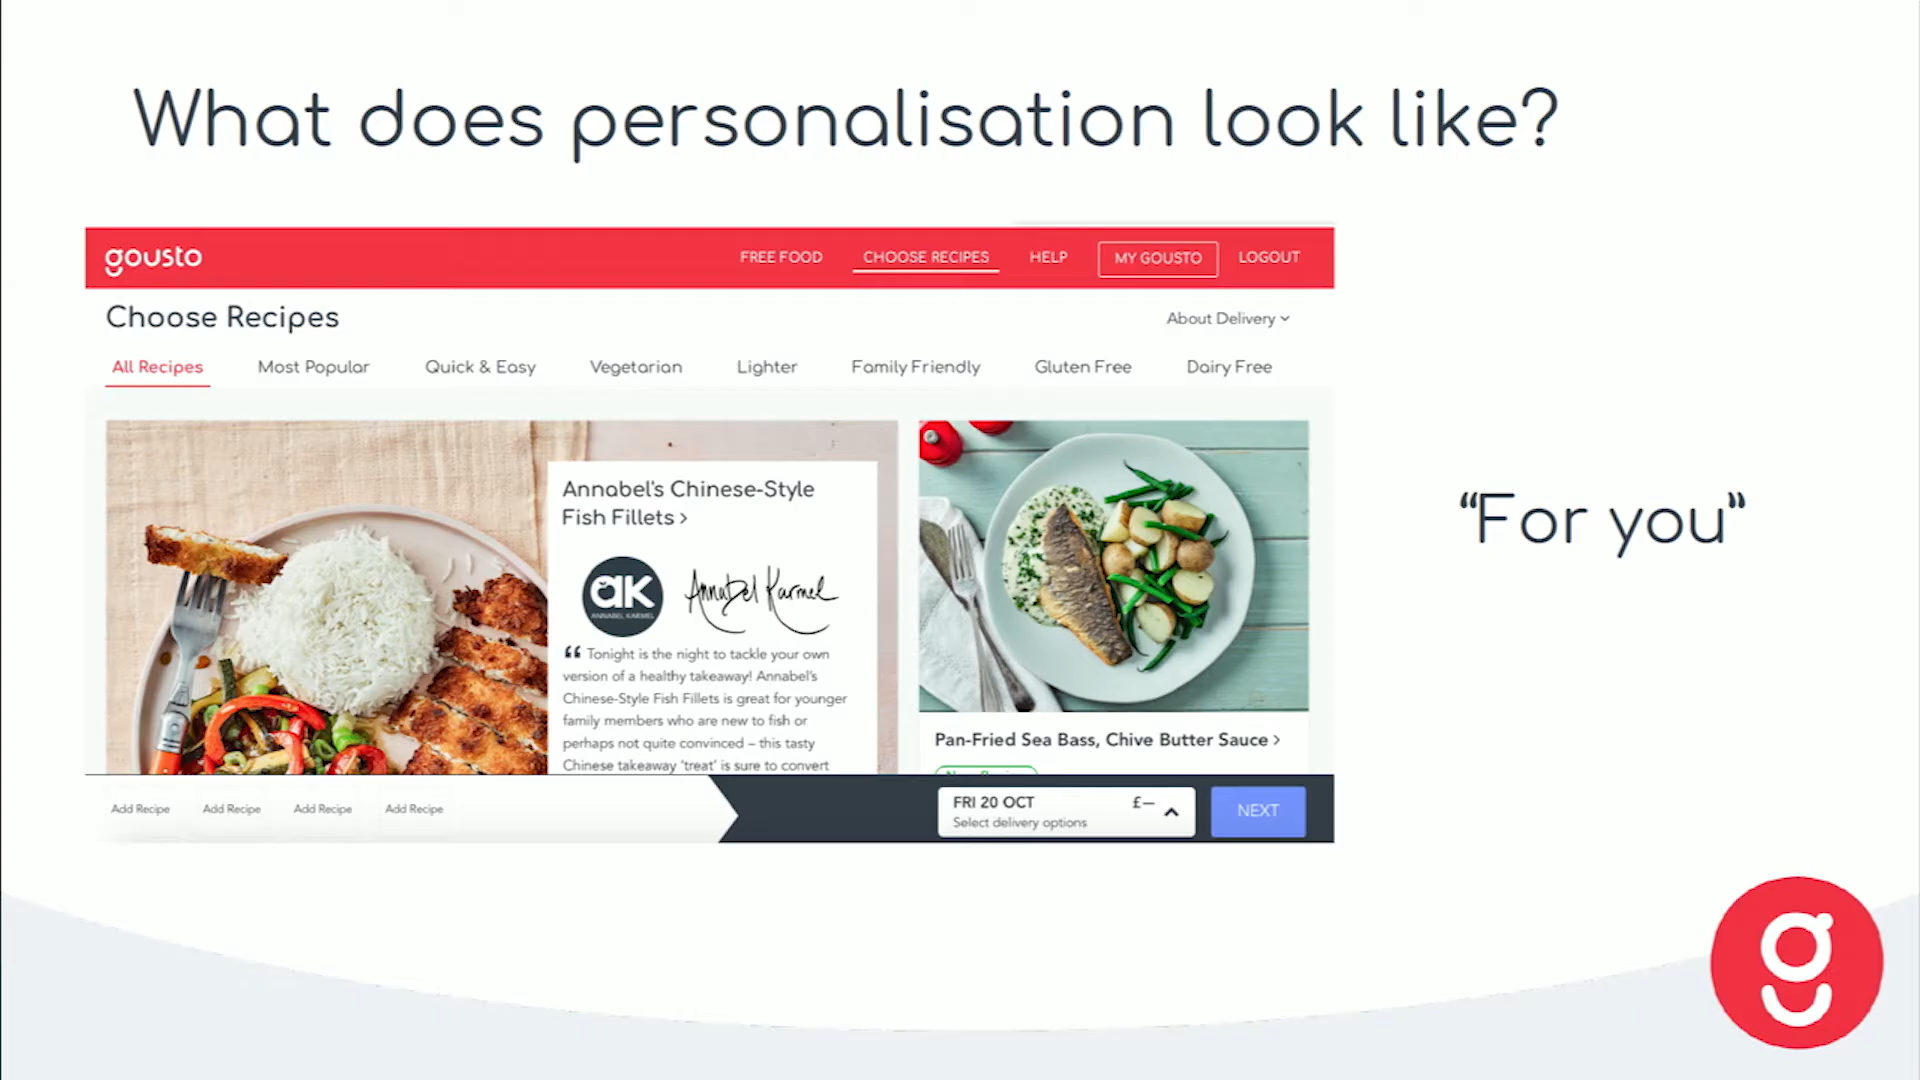 What does personalisation look like?
gousto
FREE FOOD CHOOSE RECIPES HELP MY GOUSTO LOGOUT
Choose Recipes
About Delivery
All Recipes Most Popular Quick & Easy Vegetarian Lighter Family Friendly Gluten Free Dairy Free
Annabel's Chinese-Style
Fish Fillets >
ak
ANNABEL KARMEL
Annabel Karmel
“ Tonight is the night to tackle your own
version of a healthy takeaway! Annabel's
Chinese-Style Fish Fillets is great for younger
family members who are new to fish or
perhaps not quite convinced – this tasty
Chinese takeaway 'treat' is sure to convert
Pan-Fried Sea Bass, Chive Butter Sauce >
“For you“
Add Recipe Add Recipe Add Recipe Add Recipe
FRI 20 OCT £–
Select delivery options
NEXT
g